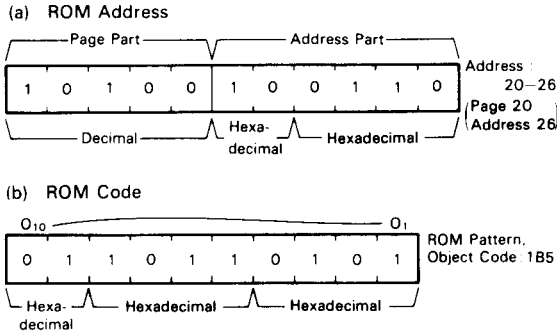 (a) ROM Address
Page Part Address Part
1 0 1 0 0 1 0 0 1 1 0
Address :
20–26
(Page 20
Address 26)
Decimal Hexa-
decimal Hexadecimal
(b) ROM Code
O10 O1
0 1 1 0 1 1 0 1 0 1
ROM Pattern,
Object Code: 1B5
Hexa-
decimal Hexadecimal Hexadecimal